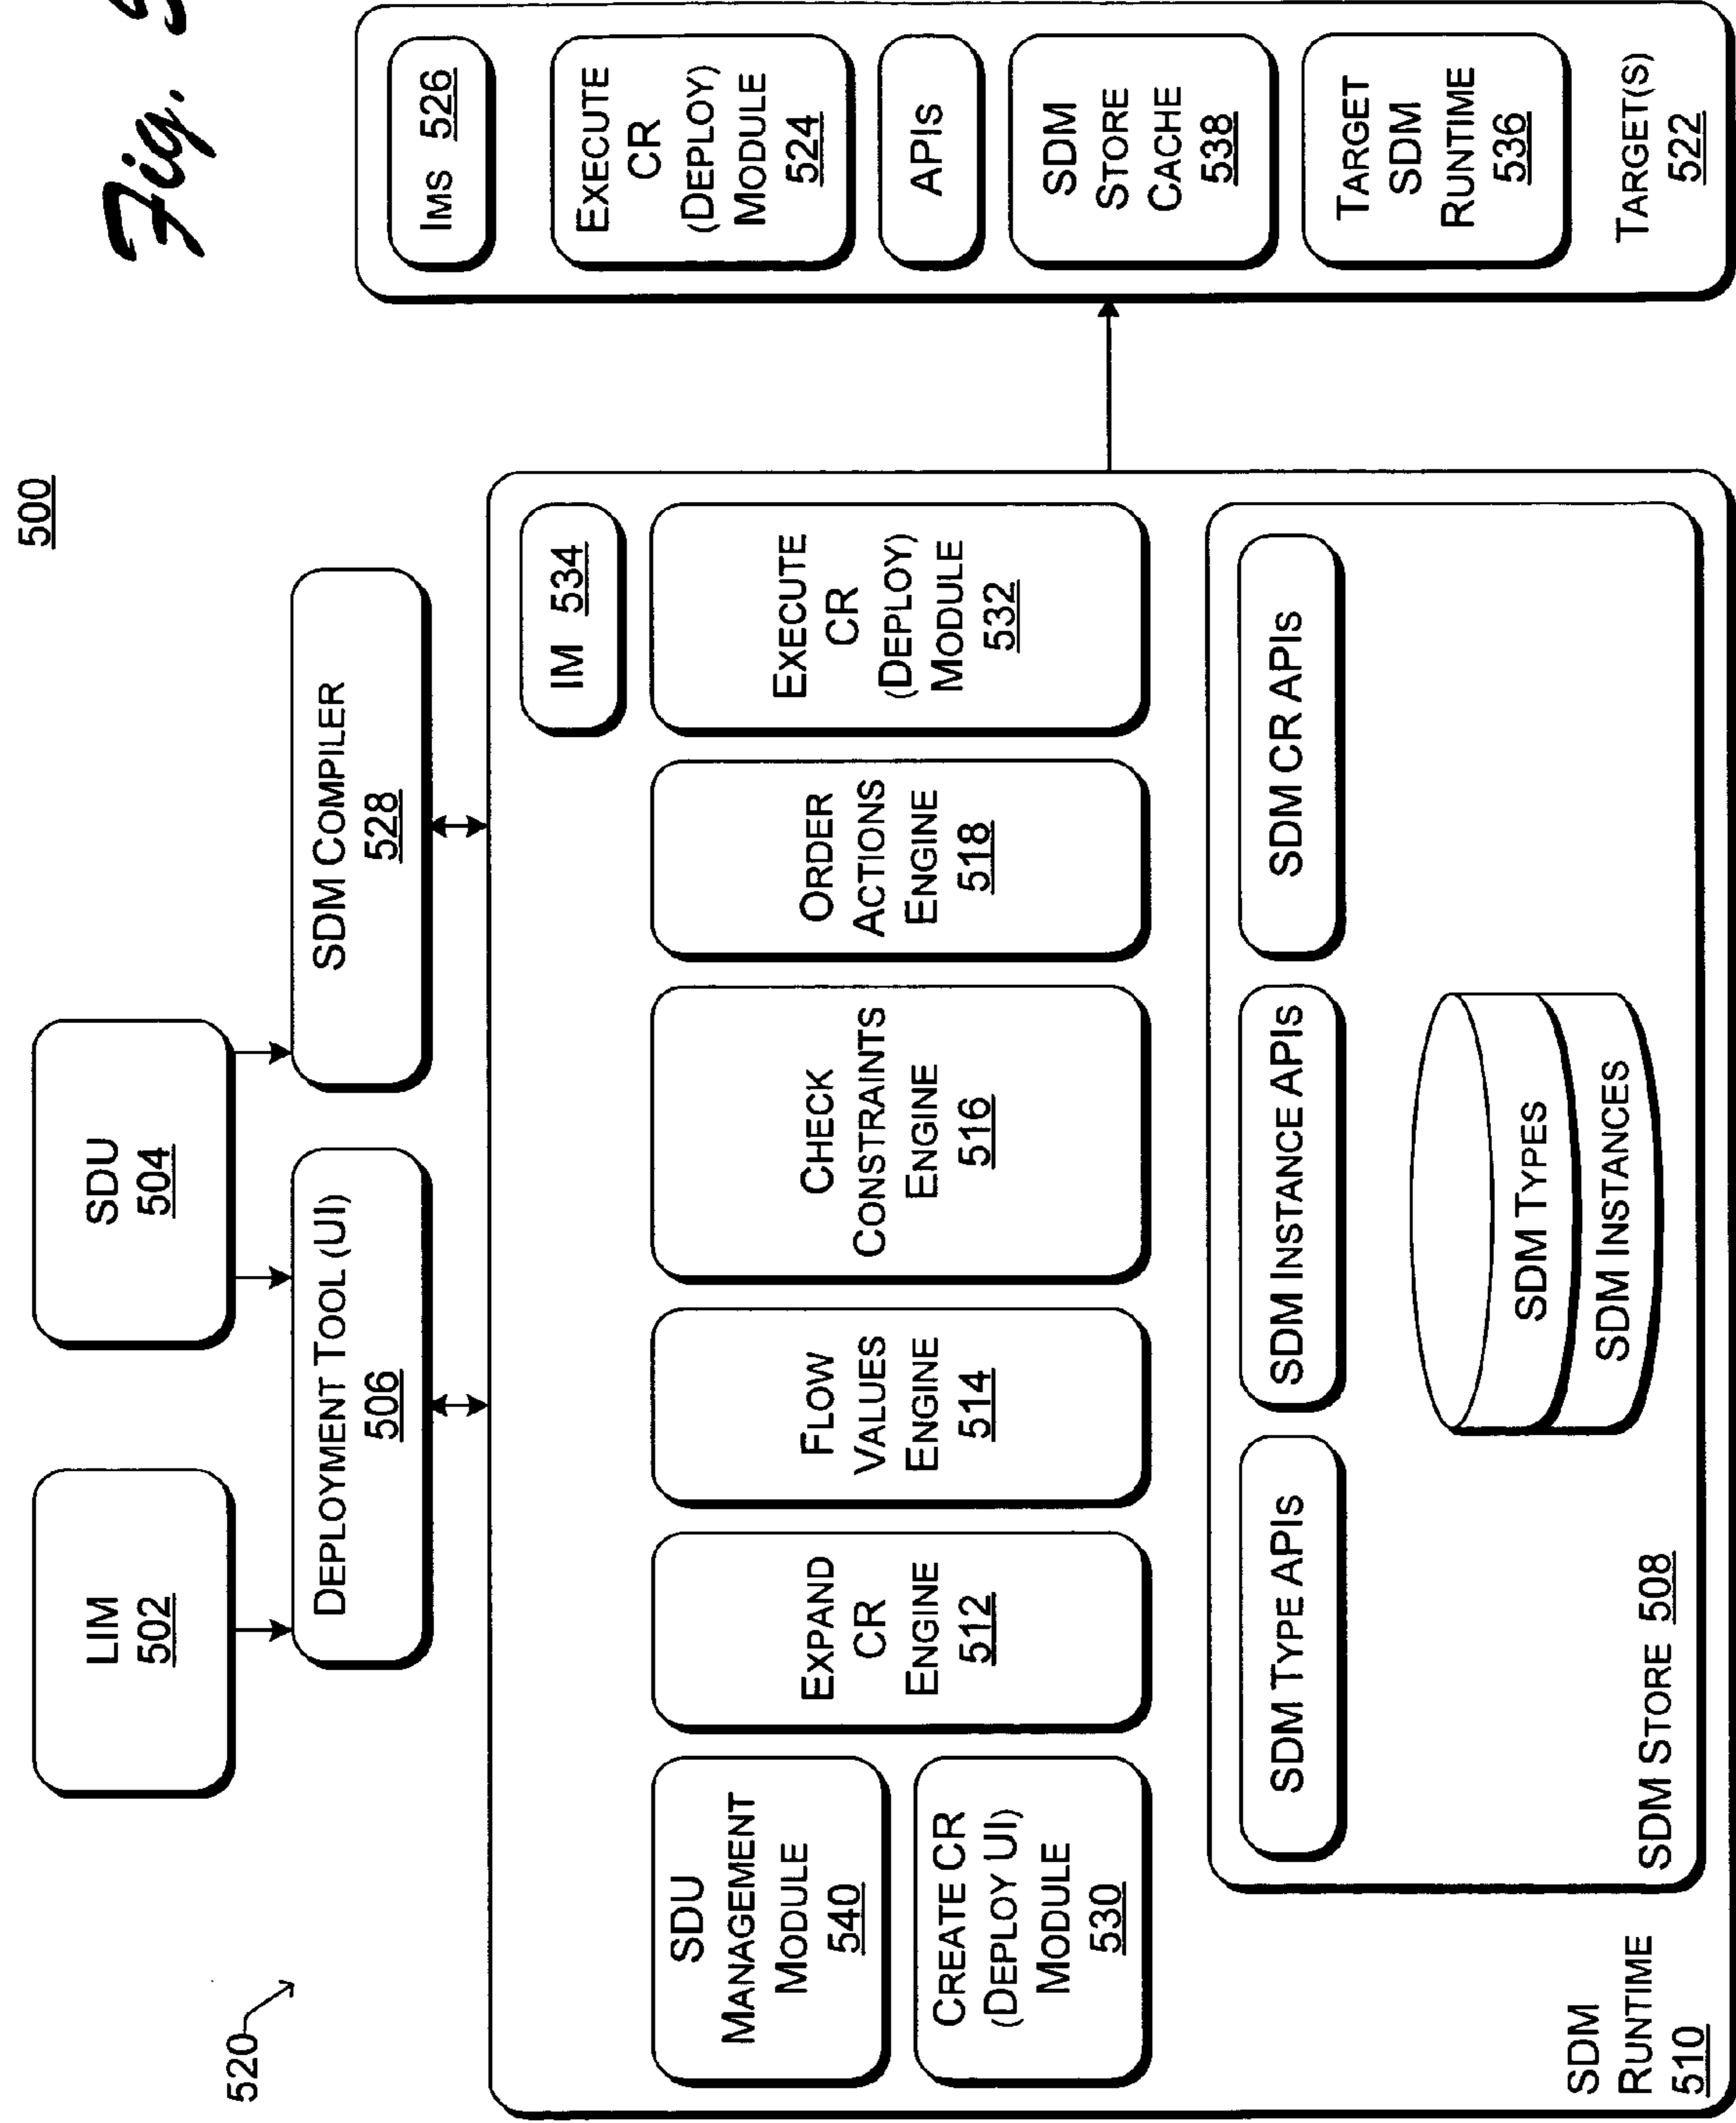 500
Fig.
LIM
502
SDU
504
520
DEPLOYMENT TOOL (UI)
506
SDM COMPILER
528
SDM
RUNTIME
510
SDU
MANAGEMENT
MODULE
540
CREATE CR
(DEPLOY UI)
MODULE
530
EXPAND
CR
ENGINE
512
FLOW
VALUES
ENGINE
514
CHECK
CONSTRAINTS
ENGINE
516
ORDER
ACTIONS
ENGINE
518
IM 534
EXECUTE
CR
(DEPLOY)
MODULE
532
SDM TYPE APIS
SDM INSTANCE APIS
SDM CR APIS
SDM TYPES
SDM INSTANCES
SDM STORE 508
IMS 526
EXECUTE
CR
(DEPLOY)
MODULE
524
APIS
SDM
STORE
CACHE
538
TARGET
SDM
RUNTIME
536
TARGET(S)
522